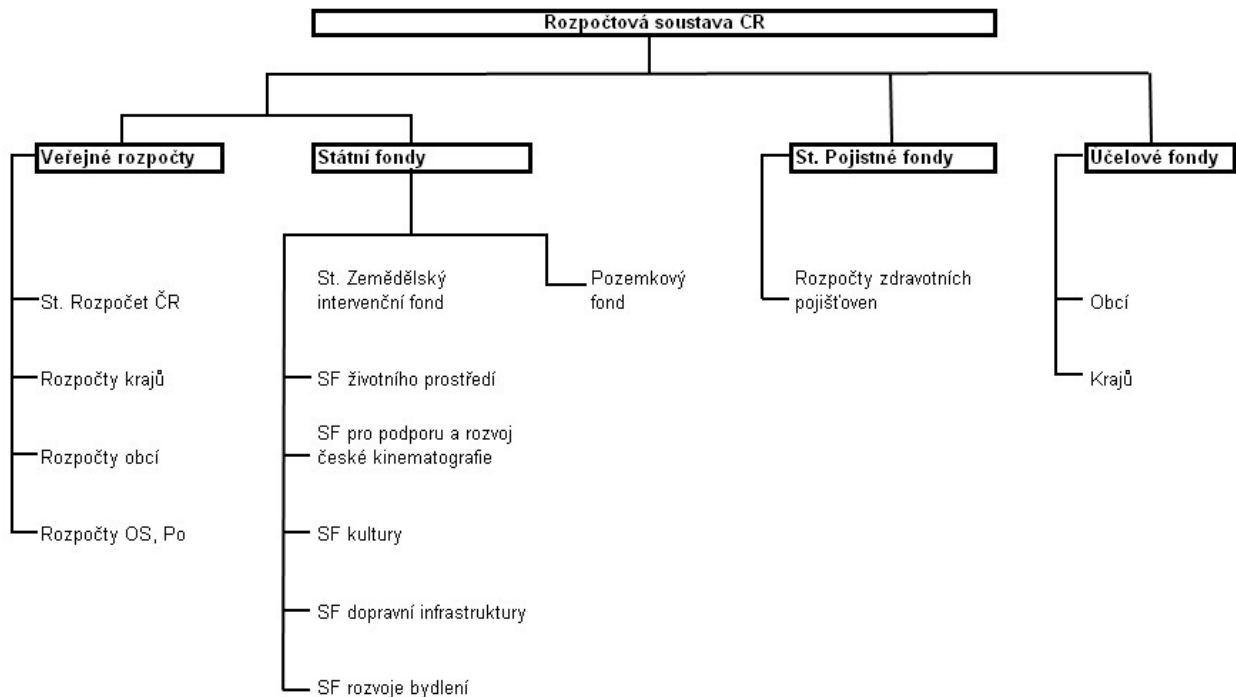 Rozpočtová soustava CR
Veřejné rozpočty
St. Rozpočet ČR
Rozpočty krajů
Rozpočty obcí
Rozpočty OS, Po
Státní fondy
St. Zemědělský
intervenční fond
SF životního prostředí
SF pro podporu a rozvoj
české kinematografie
SF kultury
SF dopravní infrastruktury
SF rozvoje bydlení
Pozemkový
fond
St. Pojistné fondy
Rozpočty zdravotních
pojišťoven
Učelové fondy
Obcí
Krajů